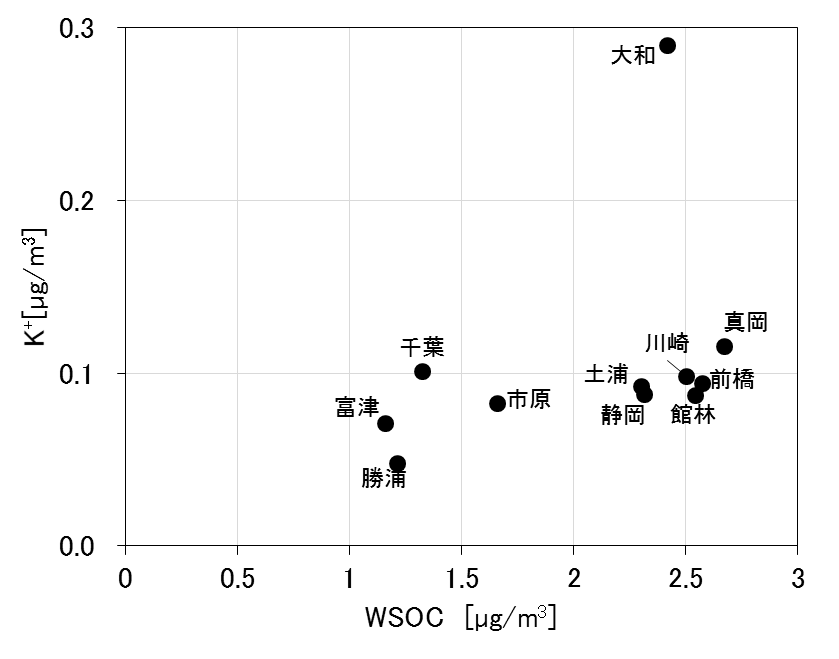 0.3
大和
0.2
K⁺[μg/m³]
真岡
川崎
千葉
0.1
土浦
前橋
市原
富津
静岡
館林
勝浦
0.0
0
0.5
1
1.5
2
2.5
3
WSOC [μg/m³]